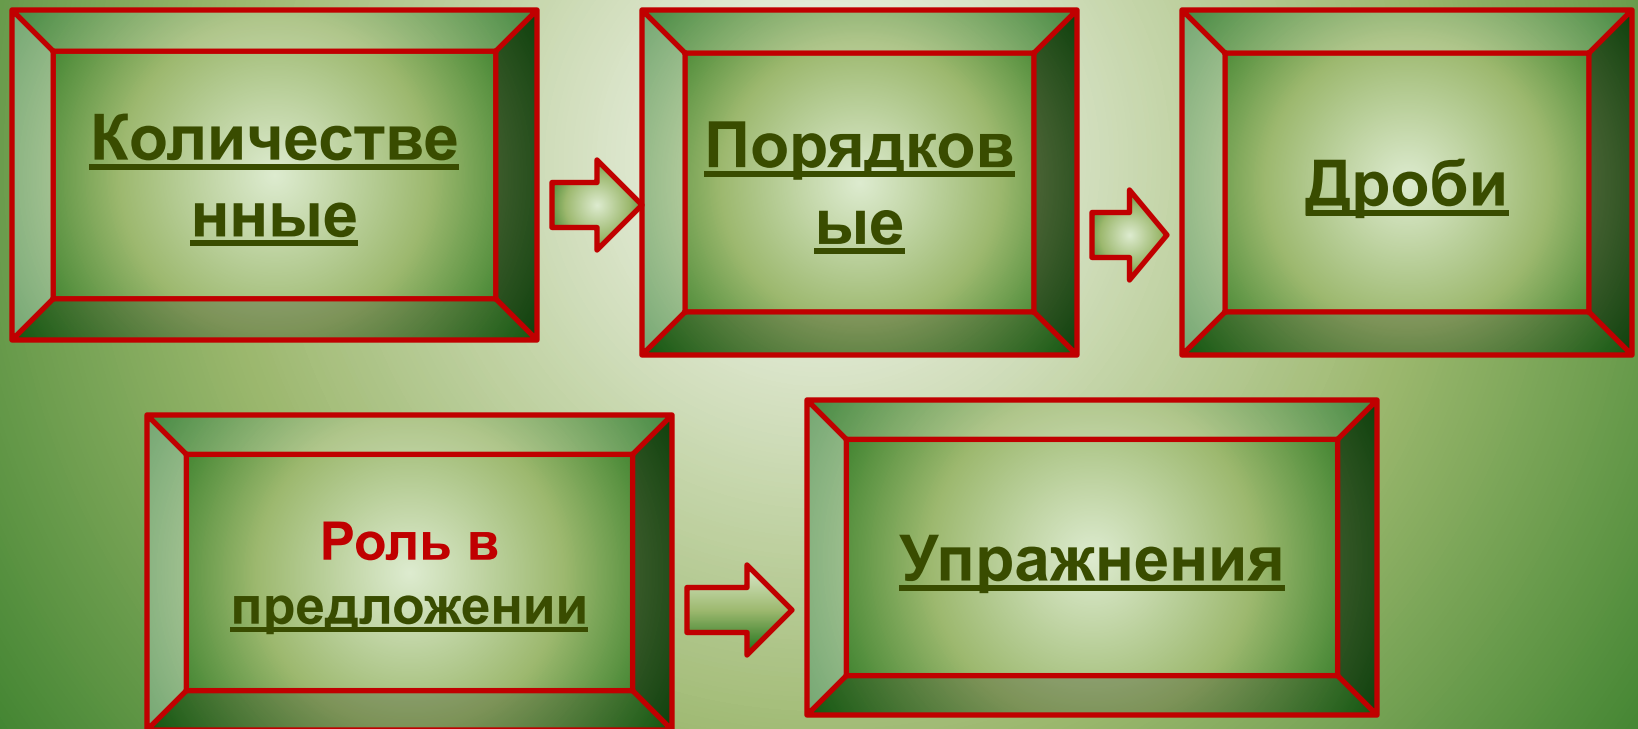 Количестве
нные
Порядков
ые
Дроби
Роль в
предложении
Упражнения